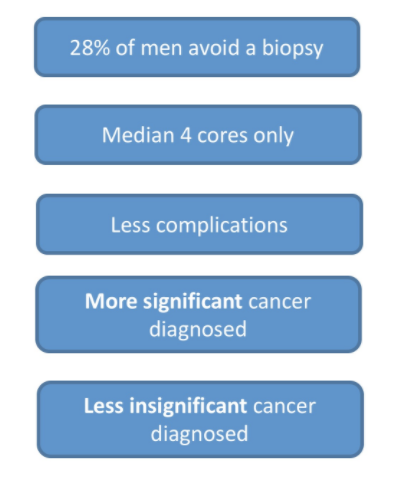 28% of men avoid a biopsy
Median 4 cores only
Less complications
More significant cancer
diagnosed
Less insignificant cancer
diagnosed